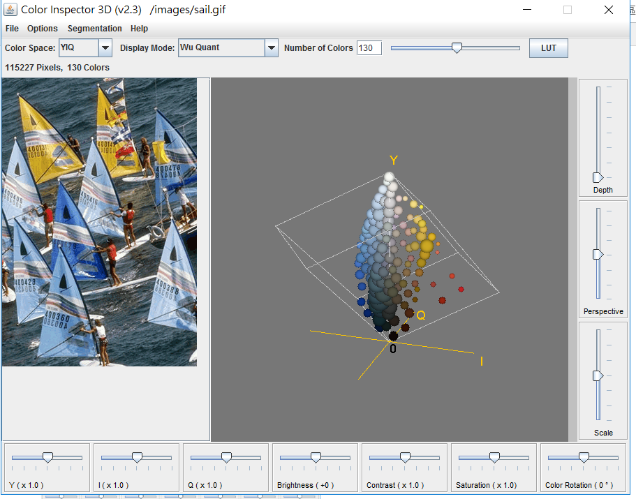 Color Inspector 3D (v2.3) /images/sail.gif
File Options Segmentation Help
Color Space: YIQ Display Mode: Wu Quant Number of Colors 130 LUT
115227 Pixels, 130 Colors
Y
Depth
Perspective
Q
0
I
Scale
Y ( x 1.0 ) I ( x 1.0 ) Q ( x 1.0 ) Brightness ( +0 ) Contrast ( x 1.0 ) Saturation ( x 1.0) Color Rotation ( 0° )